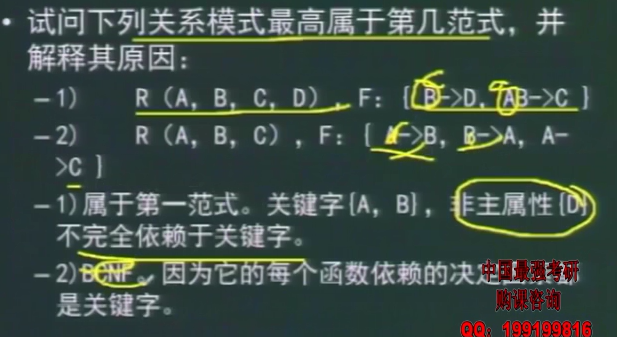 • 试问下列关系模式最高属于第几范式，并
解释其原因：
–1) R（A，B，C，D），F：{ B->D，AB->C }
–2) R（A，B，C），F：{ A->B，B->A，A-
>C }
–1)属于第一范式。关键字{A，B}，非主属性{D}
不完全依赖于关键字。
–2)BCNF。因为它的每个函数依赖的决定
是关键字。
中国最强考研
购课咨询
QQ：199199816